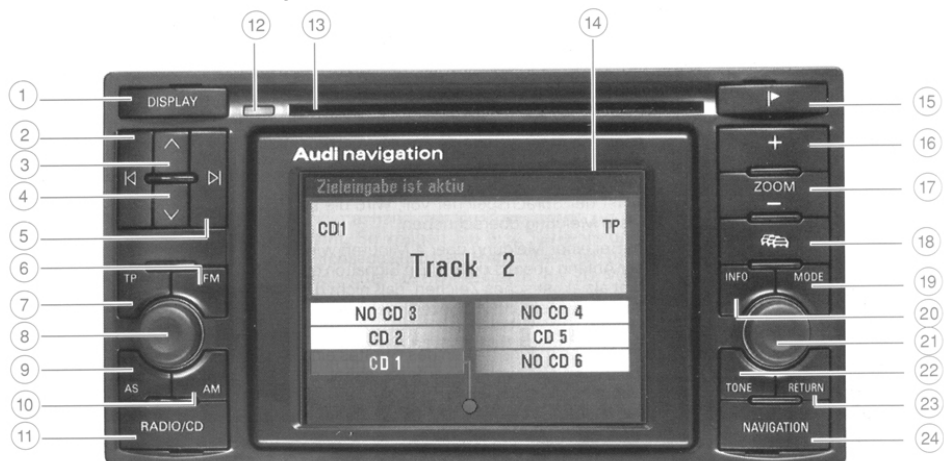 12 13 14
1 DISPLAY 15
2 + 16
3 Audi navigation
4 Zieleingabe ist aktiv ZOOM 17
5 CD1 TP − 18
6 TP FM Track 2 INFO MODE 19
7 20
8 NO CD 3 NO CD 4 21
9 CD 2 CD 5 22
AS AM CD 1 NO CD 6 TONE RETURN
10 23
11 RADIO/CD NAVIGATION 24